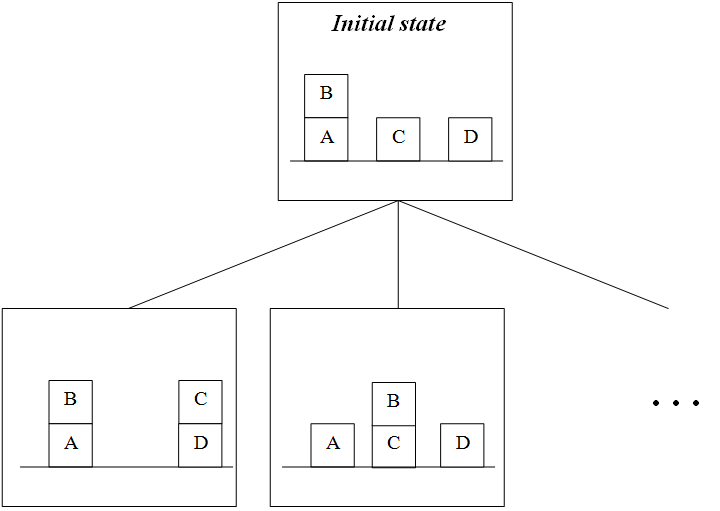 Initial state
B
A C D
B C
A D
B
A C D
. . .